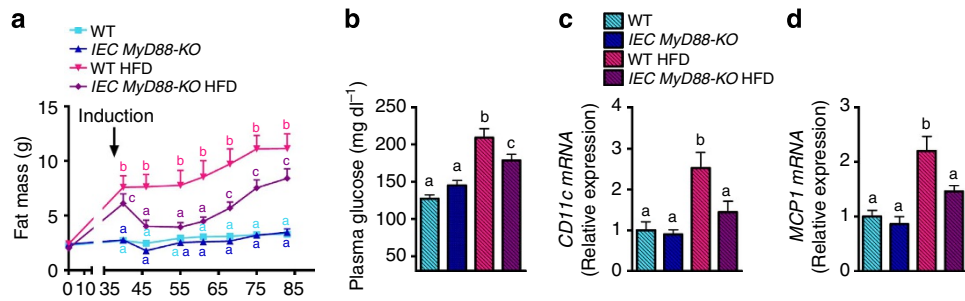 a
WT
IEC MyD88-KO
WT HFD
IEC MyD88-KO HFD
Induction
Fat mass (g)
15
10
5
0
b b b b b b b
c a a a a c c
a a a a a a a
a a a a a a a
0 10 35 45 55 65 75 85
b
Plasma glucose (mg dl⁻¹)
250
200
150
100
50
a a b c
c
WT
IEC MyD88-KO
WT HFD
IEC MyD88-KO HFD
CD11c mRNA
(Relative expression)
4
3
2
1
0
a a b a
d
MCP1 mRNA
(Relative expression)
3
2
1
0
a a b a